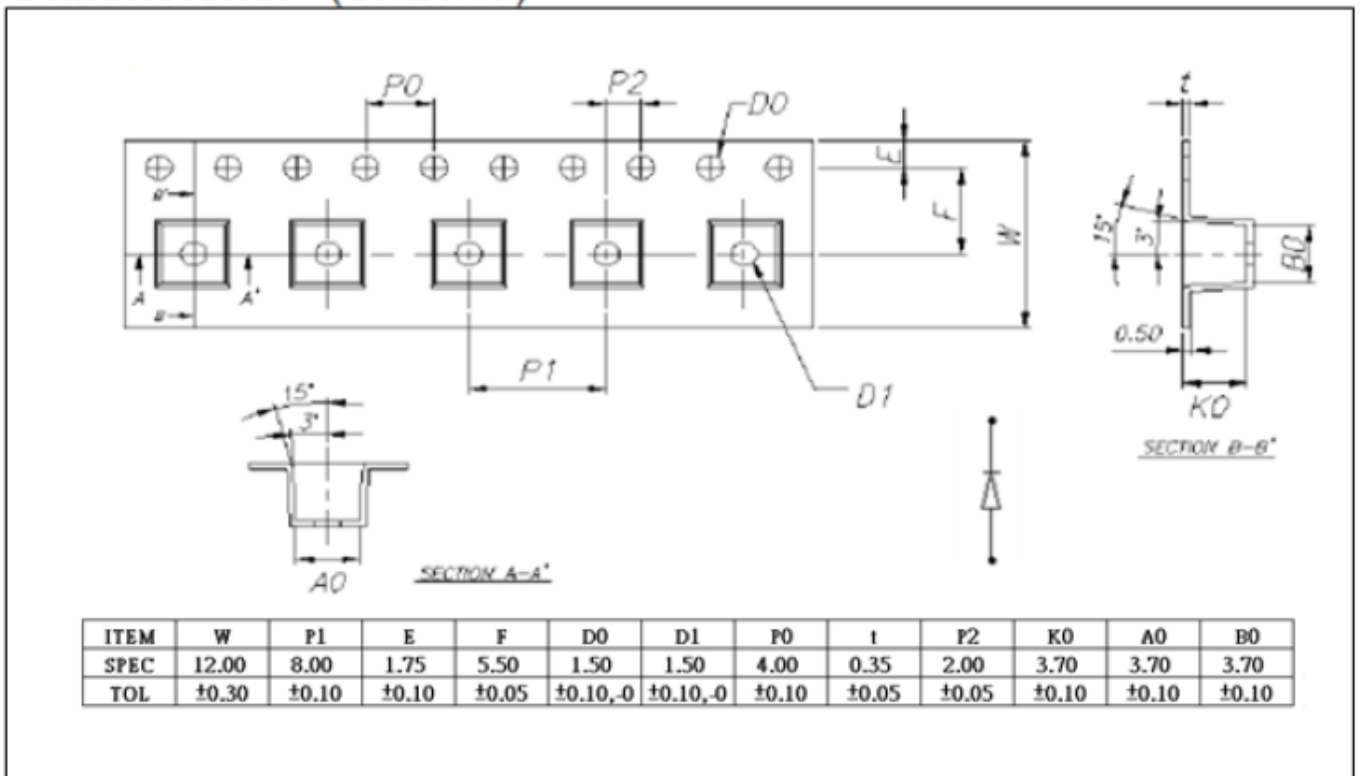 P0
P2
D0
t
E
F
W
15°
3°
B0
A
A'
0.50
P1
D1
K0
SECTION B-B'
15°
3°
A0
SECTION A-A'
ITEM W P1 E F D0 D1 P0 t P2 K0 A0 B0
SPEC 12.00 8.00 1.75 5.50 1.50 1.50 4.00 0.35 2.00 3.70 3.70 3.70
TOL ±0.30 ±0.10 ±0.10 ±0.05 ±0.10,-0 ±0.10,-0 ±0.10 ±0.05 ±0.05 ±0.10 ±0.10 ±0.10